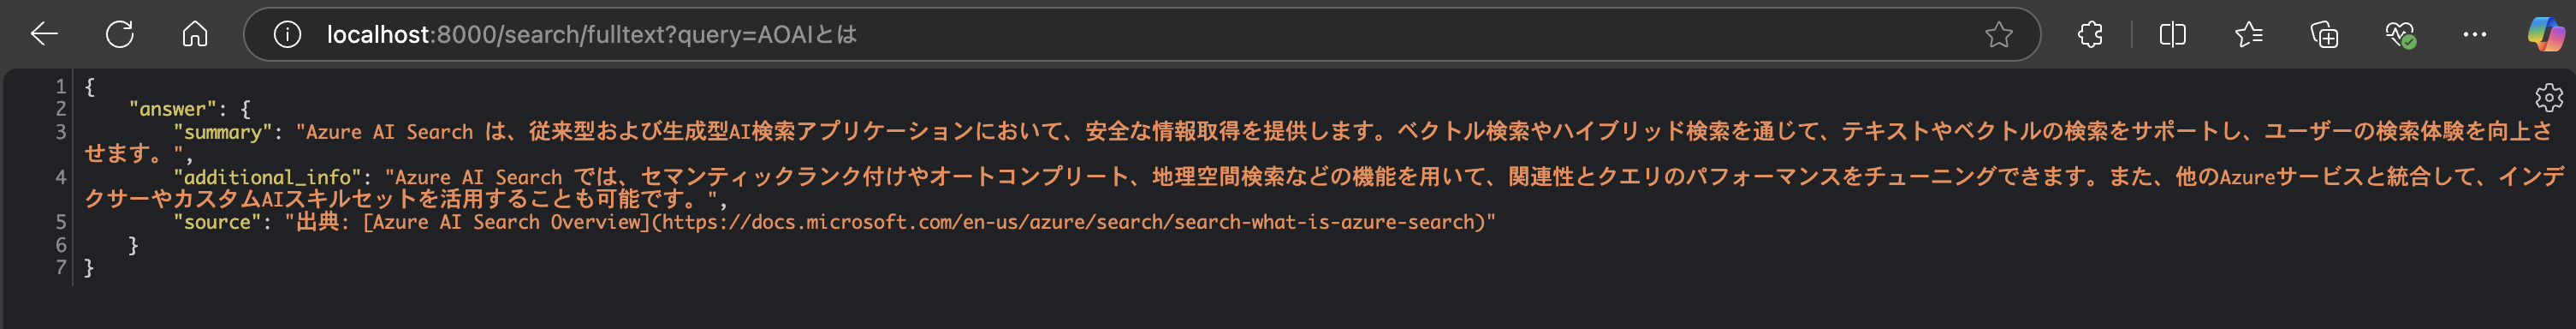 localhost:8000/search/fulltext?query=AOAIとは
1 {
2 "answer": {
3 "summary": "Azure AI Search は、従来型および生成型AI検索アプリケーションにおいて、安全な情報取得を提供します。ベクトル検索やハイブリッド検索を通じて、テキストやベクトルの検索をサポートし、ユーザーの検索体験を向上さ
せます。",
4 "additional_info": "Azure AI Search では、セマンティックランク付けやオートコンプリート、地理空間検索などの機能を用いて、関連性とクエリのパフォーマンスをチューニングできます。また、他のAzureサービスと統合して、インデ
クサーやカスタムAIスキルセットを活用することも可能です。",
5 "source": "出典: [Azure AI Search Overview](https://docs.microsoft.com/en-us/azure/search/search-what-is-azure-search)"
6 }
7 }